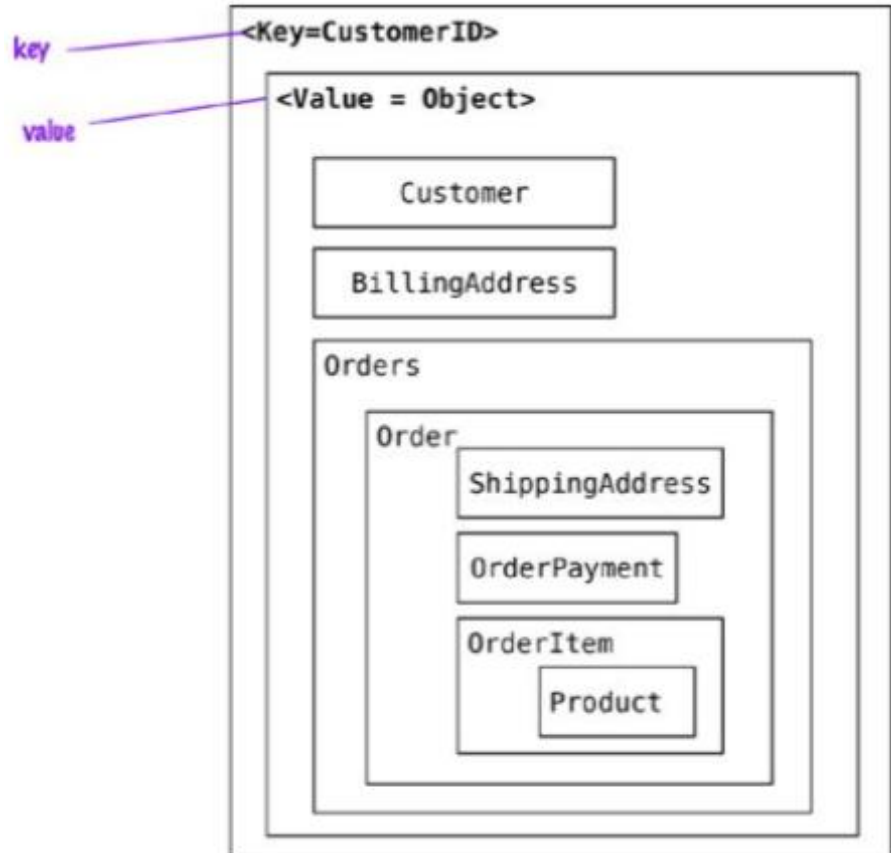 key
<Key=CustomerID>
value
<Value = Object>
Customer
BillingAddress
Orders
Order
ShippingAddress
OrderPayment
OrderItem
Product